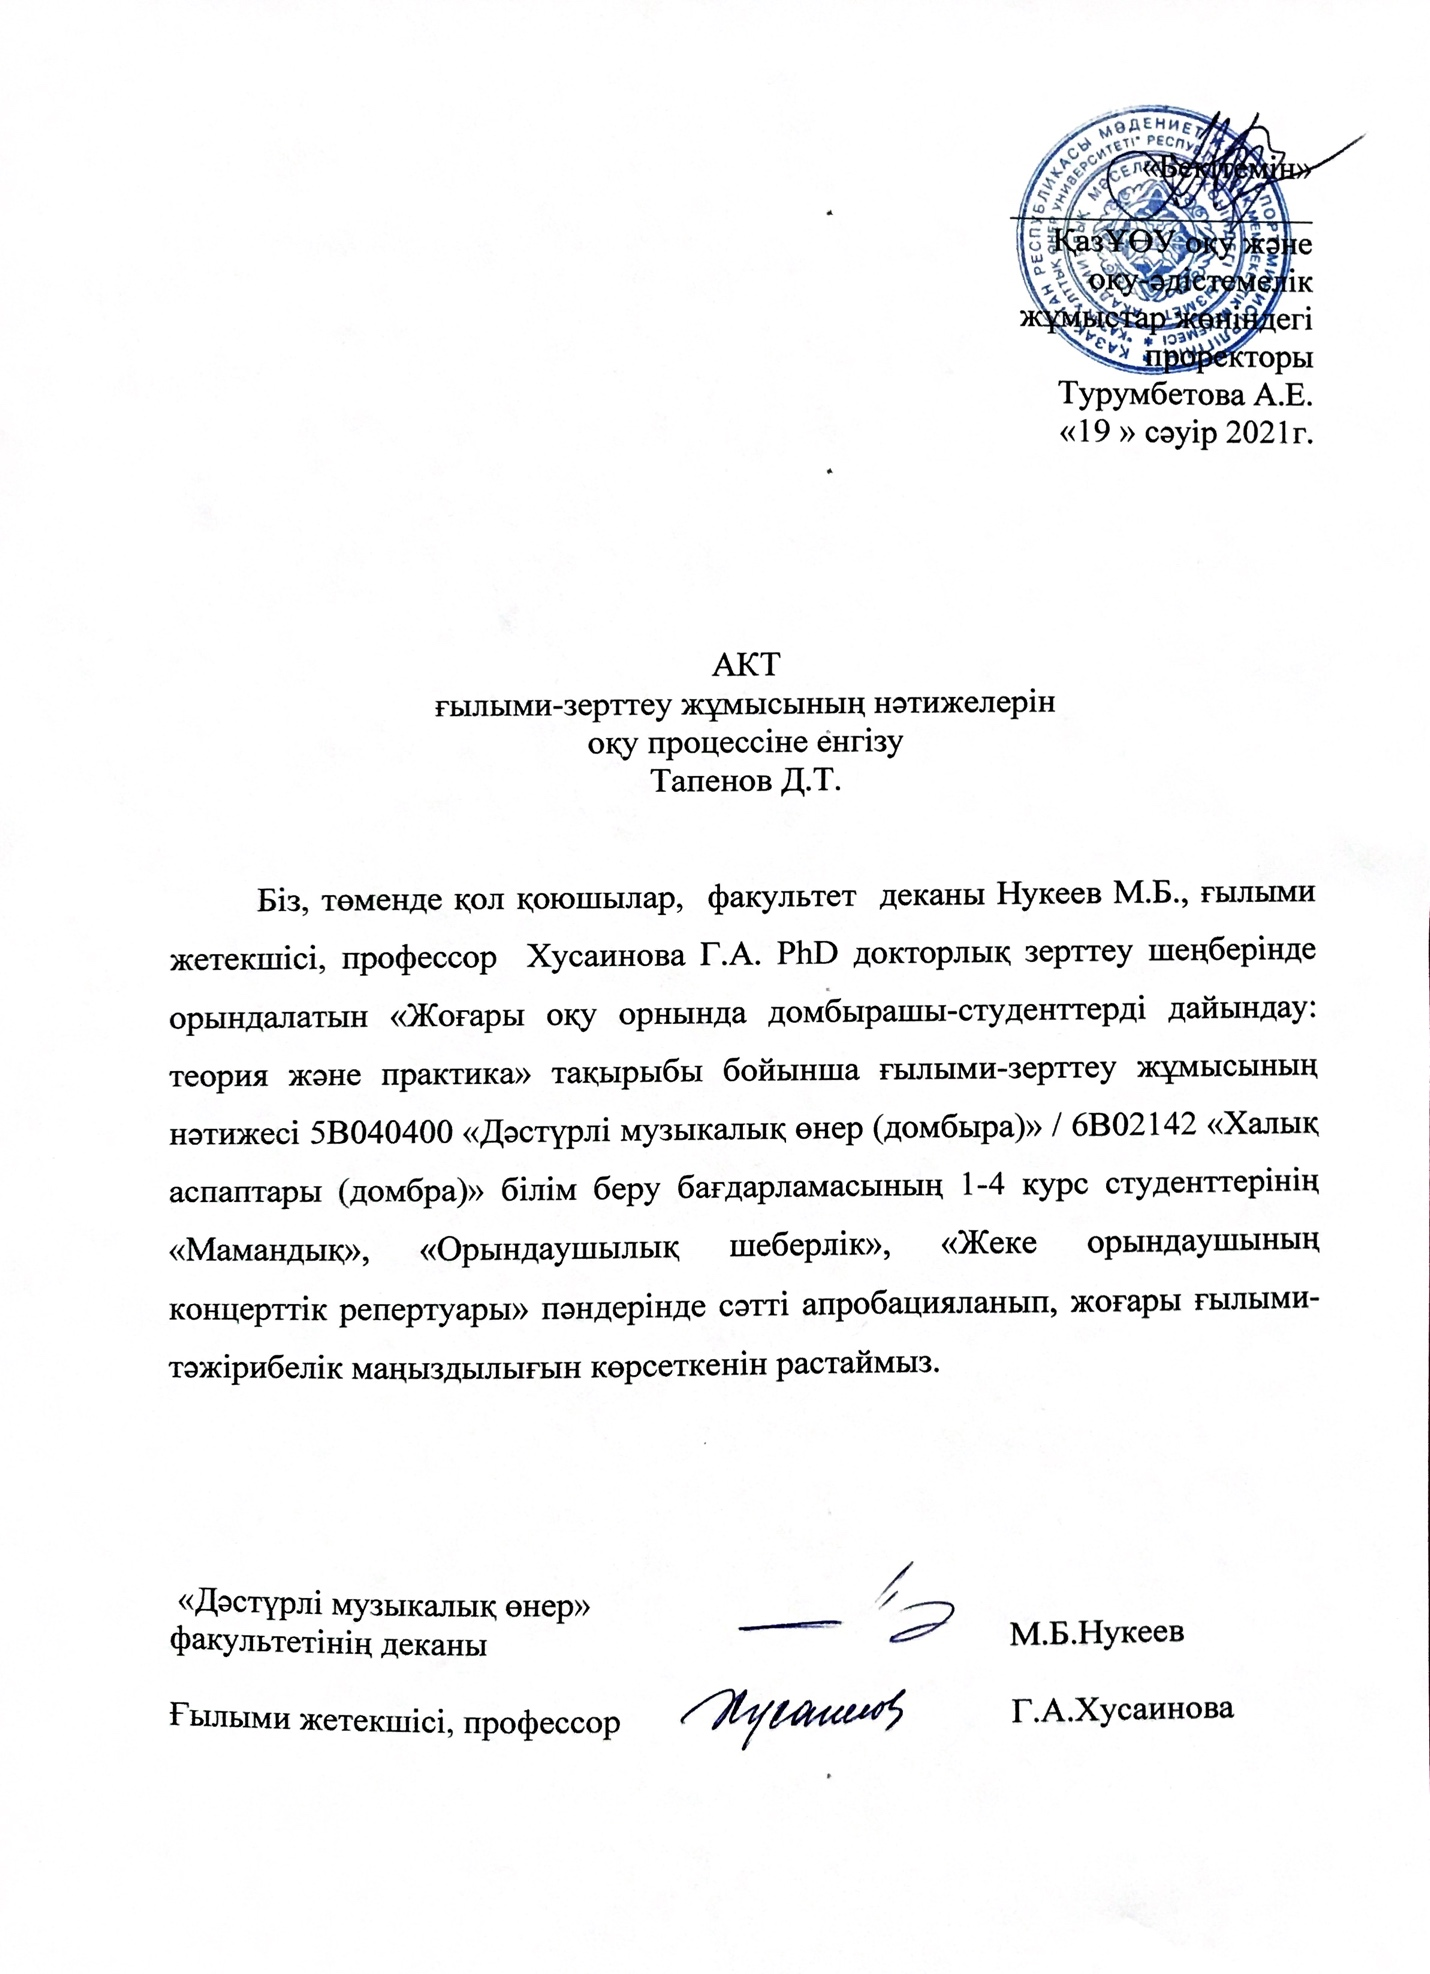 «Бекітемін»
ҚазҰӨУ оқу және
оқу-әдістемелік
жұмыстар жөніндегі
проректоры
Турумбетова А.Е.
«19 » сәуір 2021г.
АКТ
ғылыми-зерттеу жұмысының нәтижелерін
оқу процессіне енгізу
Тапенов Д.Т.
Біз, төменде қол қоюшылар, факультет деканы Нукеев М.Б., ғылыми
жетекшісі, профессор Хусаинова Г.А. PhD докторлық зерттеу шеңберінде
орындалатын «Жоғары оқу орнында домбырашы-студенттерді дайындау:
теория және практика» тақырыбы бойынша ғылыми-зерттеу жұмысының
нәтижесі 5В040400 «Дәстүрлі музыкалық өнер (домбыра)» / 6В02142 «Халық
аспаптары (домбра)» білім беру бағдарламасының 1-4 курс студенттерінің
«Мамандық», «Орындаушылық шеберлік», «Жеке орындаушының
концерттік репертуары» пәндерінде сәтті апробацияланып, жоғары ғылыми-
тәжірибелік маңыздылығын көрсеткенін растаймыз.
«Дәстүрлі музыкалық өнер»
факультетінің деканы
М.Б.Нукеев
Ғылыми жетекшісі, профессор
Г.А.Хусаинова